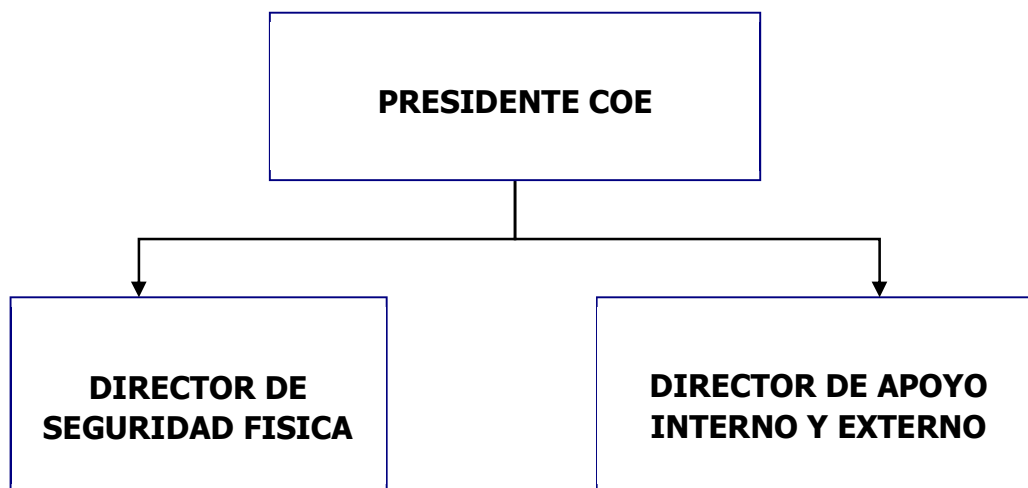 PRESIDENTE COE
DIRECTOR DE
SEGURIDAD FISICA
DIRECTOR DE APOYO
INTERNO Y EXTERNO